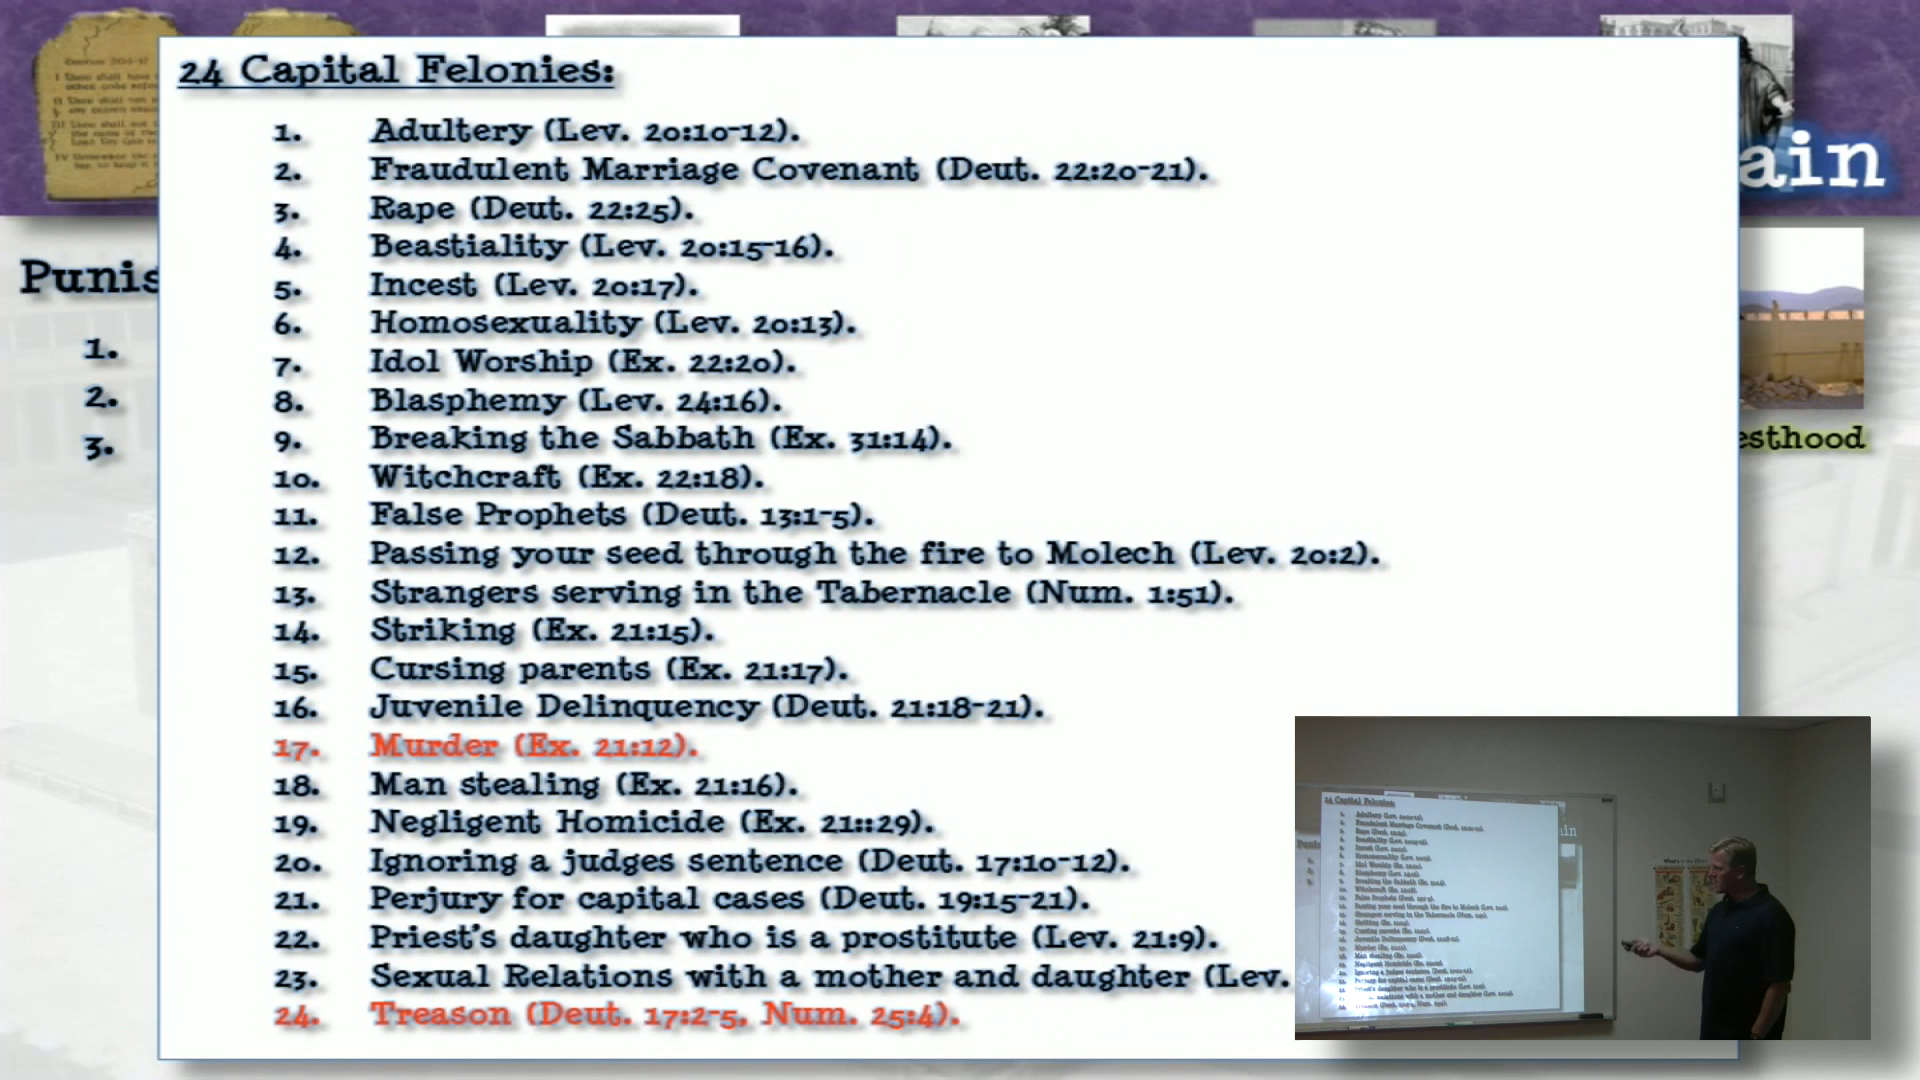 24 Capital Felonies:
1. Adultery (Lev. 20:10-12).
2. Fraudulent Marriage Covenant (Deut. 22:20-21).
3. Rape (Deut. 22:25).
4. Beastiality (Lev. 20:15-16).
5. Incest (Lev. 20:17).
6. Homosexuality (Lev. 20:13).
7. Idol Worship (Ex. 22:20).
8. Blasphemy (Lev. 24:16).
9. Breaking the Sabbath (Ex. 31:14).
10. Witchcraft (Ex. 22:18).
11. False Prophets (Deut. 13:1-5).
12. Passing your seed through the fire to Molech (Lev. 20:2).
13. Strangers serving in the Tabernacle (Num. 1:51).
14. Striking (Ex. 21:15).
15. Cursing parents (Ex. 21:17).
16. Juvenile Delinquency (Deut. 21:18-21).
17. Murder (Ex. 21:12).
18. Man stealing (Ex. 21:16).
19. Negligent Homicide (Ex. 21::29).
20. Ignoring a judges sentence (Deut. 17:10-12).
21. Perjury for capital cases (Deut. 19:15-21).
22. Priest's daughter who is a prostitute (Lev. 21:9).
23. Sexual Relations with a mother and daughter (Lev.
24. Treason (Deut. 17:2-5, Num. 25:4).
Punis
1.
2.
3.
ain
esthood
24 Capital Felonies: